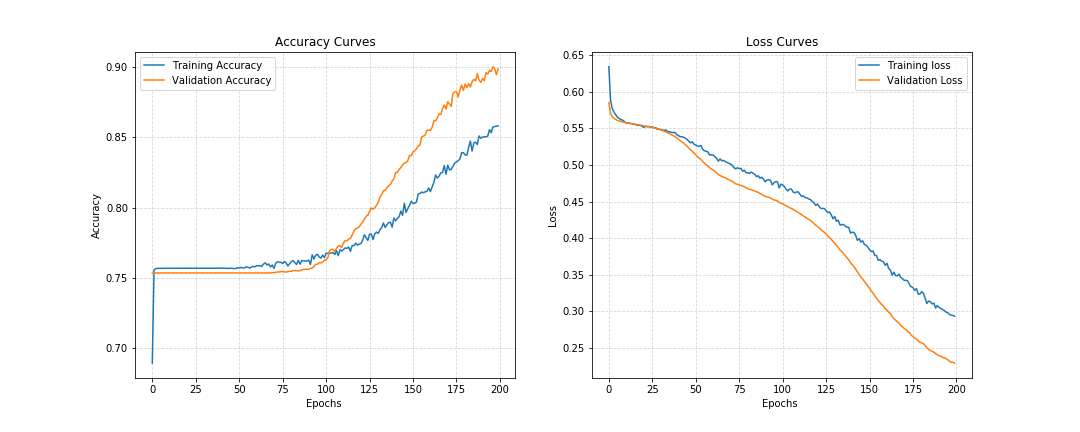 Accuracy Curves
Training Accuracy
Validation Accuracy
0.90
0.85
0.80
0.75
0.70
Accuracy
0 25 50 75 100 125 150 175 200
Epochs
Loss Curves
Training loss
Validation Loss
0.65
0.60
0.55
0.50
0.45
0.40
0.35
0.30
0.25
Loss
0 25 50 75 100 125 150 175 200
Epochs